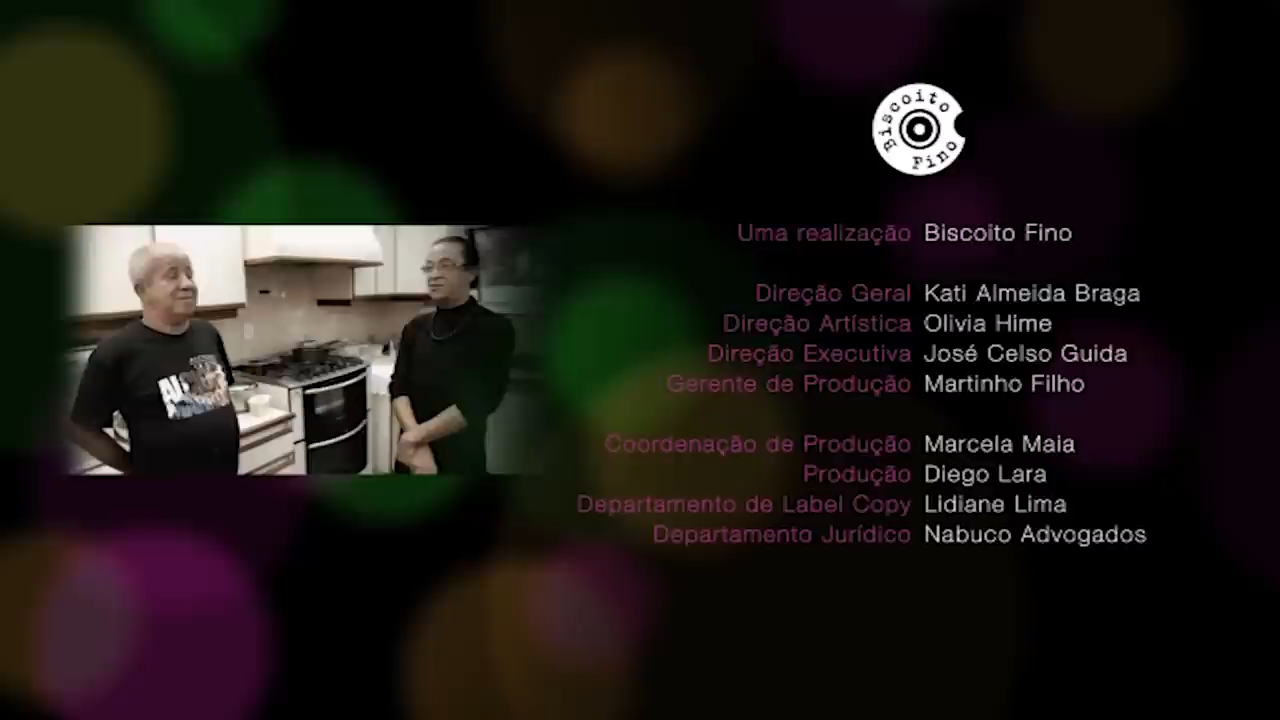 Biscoito
Fino
Uma realização Biscoito Fino
Direção Geral Kati Almeida Braga
Direção Artística Olivia Hime
Direção Executiva José Celso Guida
Gerente de Produção Martinho Filho
Coordenação de Produção Marcela Maia
Produção Diego Lara
Departamento de Label Copy Lidiane Lima
Departamento Jurídico Nabuco Advogados